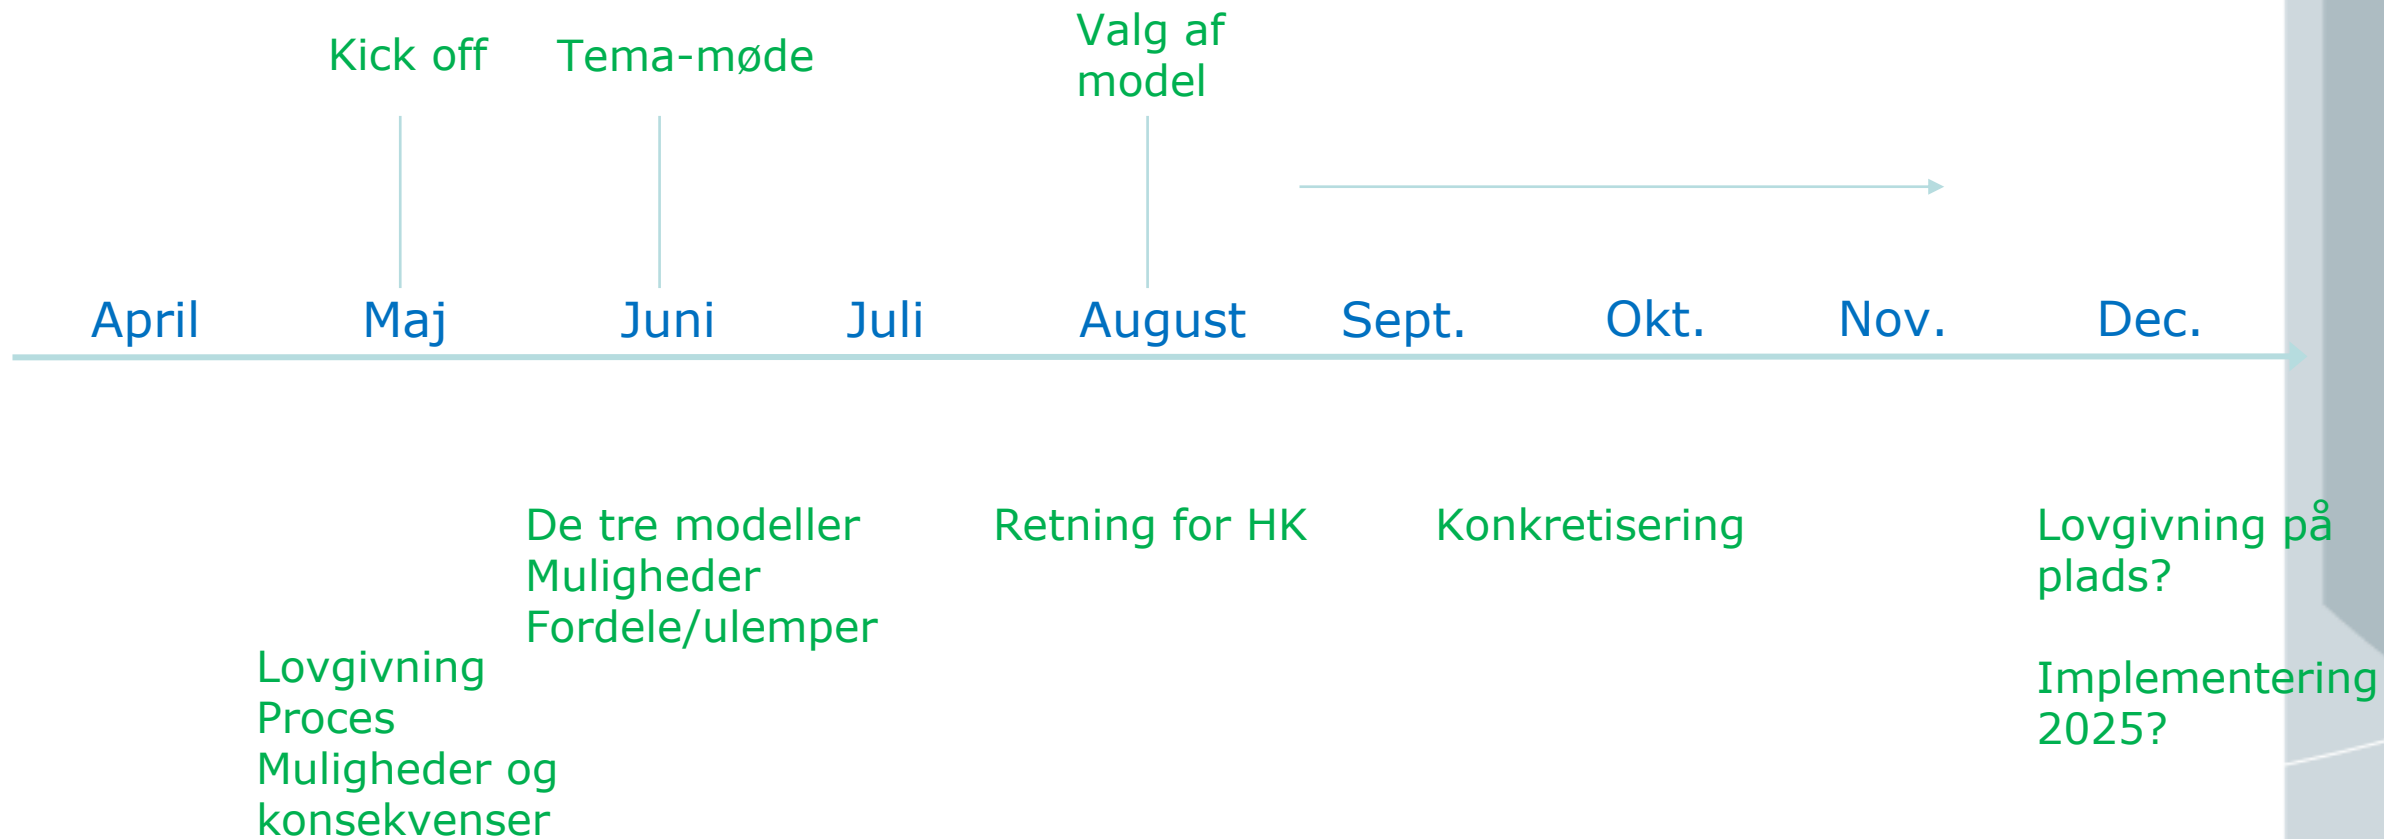 Kick off
Tema-møde
Valg af
model
April
Maj
Juni
Juli
August
Sept.
Okt.
Nov.
Dec.
De tre modeller
Muligheder
Fordele/ulemper
Retning for HK
Konkretisering
Lovgivning på
plads?
Implementering
2025?
Lovgivning
Proces
Muligheder og
konsekvenser